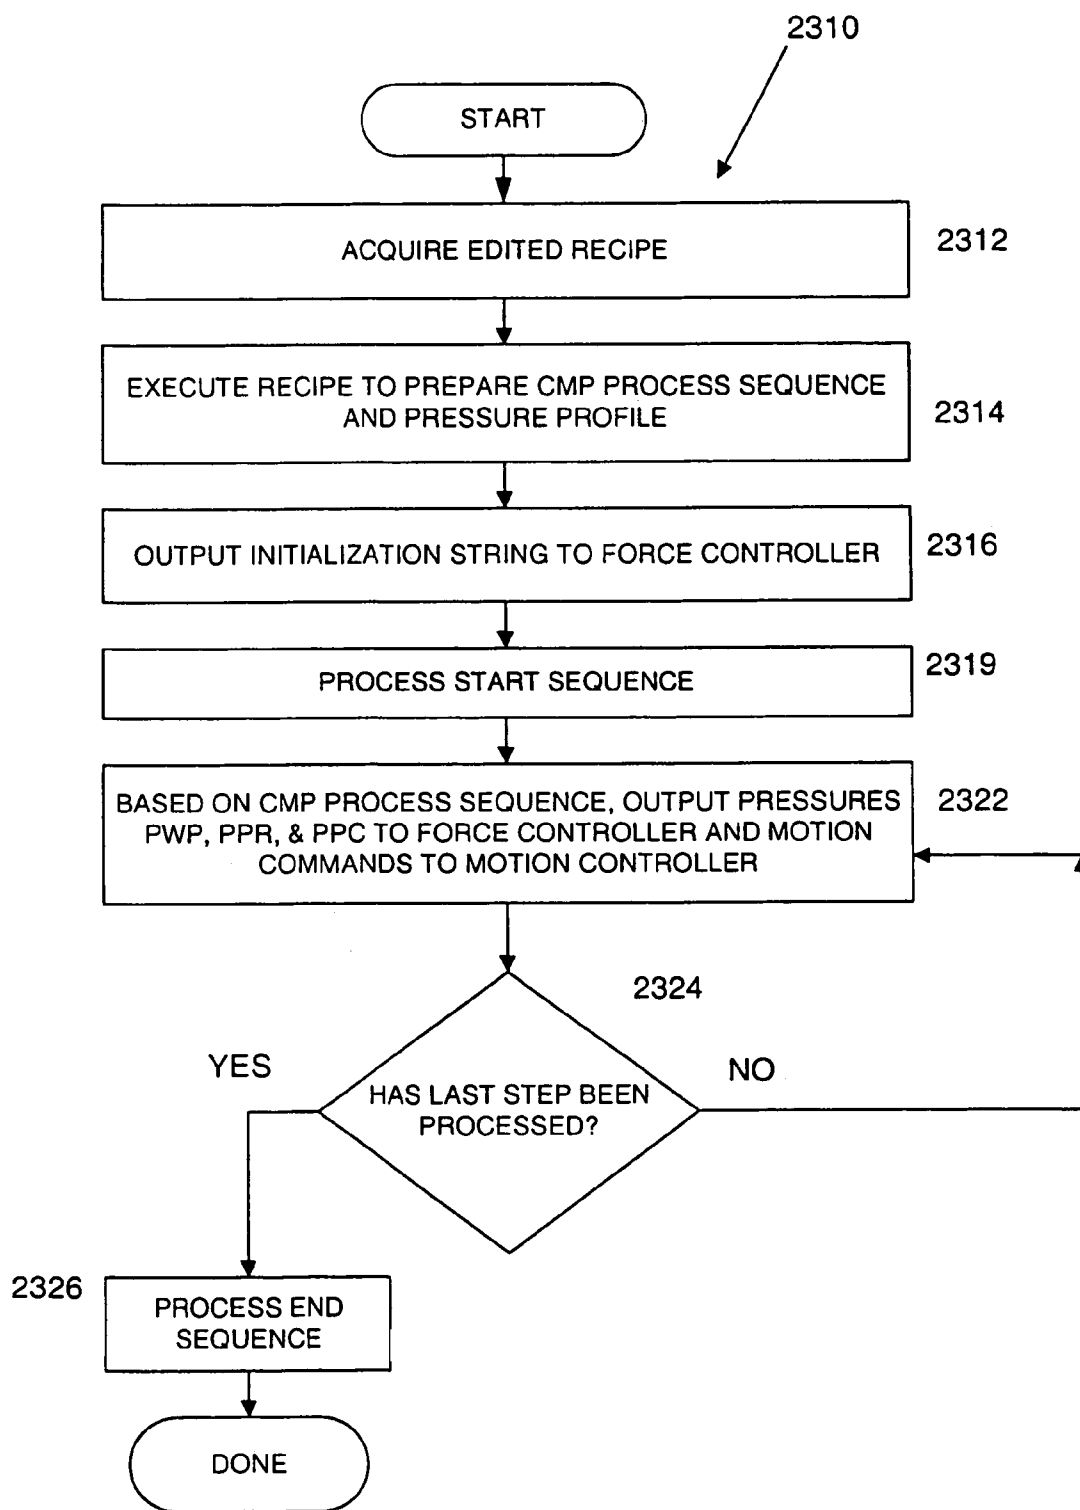 2310
START
ACQUIRE EDITED RECIPE
2312
EXECUTE RECIPE TO PREPARE CMP PROCESS SEQUENCE
AND PRESSURE PROFILE
2314
OUTPUT INITIALIZATION STRING TO FORCE CONTROLLER
2316
PROCESS START SEQUENCE
2319
BASED ON CMP PROCESS SEQUENCE, OUTPUT PRESSURES
PWP, PPR, & PPC TO FORCE CONTROLLER AND MOTION
COMMANDS TO MOTION CONTROLLER
2322
2324
YES
NO
HAS LAST STEP BEEN
PROCESSED?
2326
PROCESS END
SEQUENCE
DONE